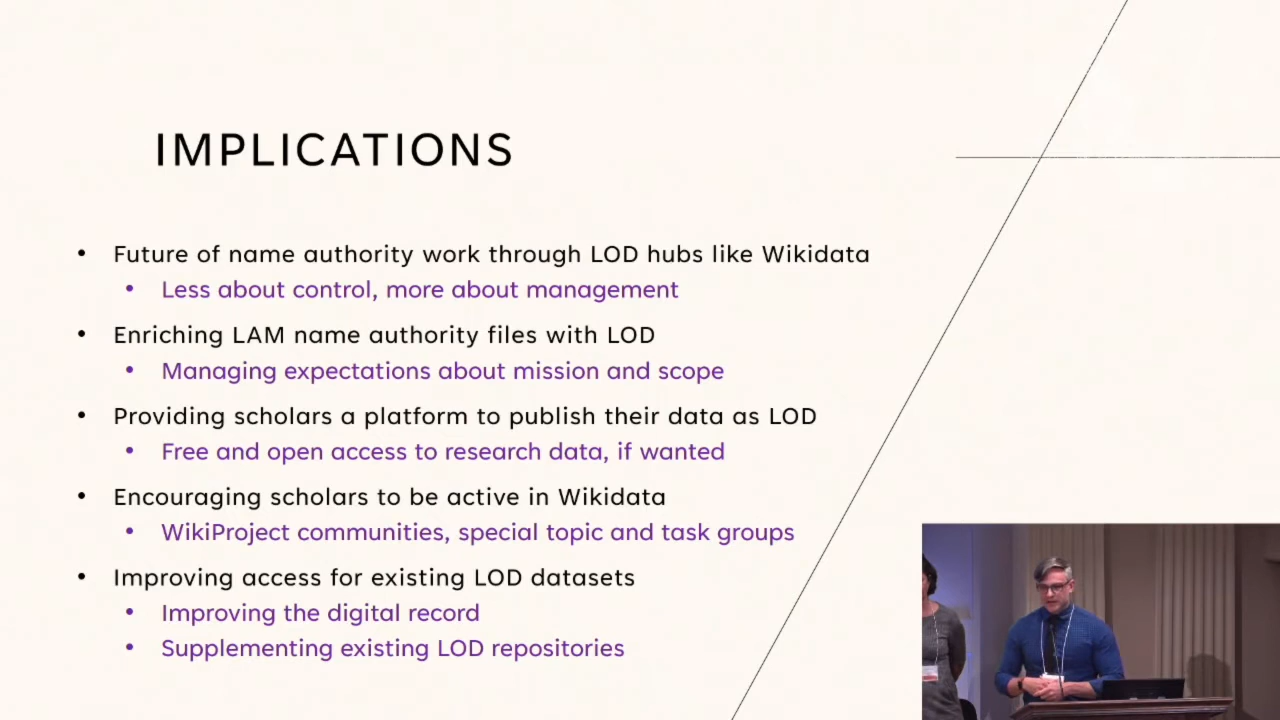 IMPLICATIONS
• Future of name authority work through LOD hubs like Wikidata
• Less about control, more about management
• Enriching LAM name authority files with LOD
• Managing expectations about mission and scope
• Providing scholars a platform to publish their data as LOD
• Free and open access to research data, if wanted
• Encouraging scholars to be active in Wikidata
• WikiProject communities, special topic and task groups
• Improving access for existing LOD datasets
• Improving the digital record
• Supplementing existing LOD repositories